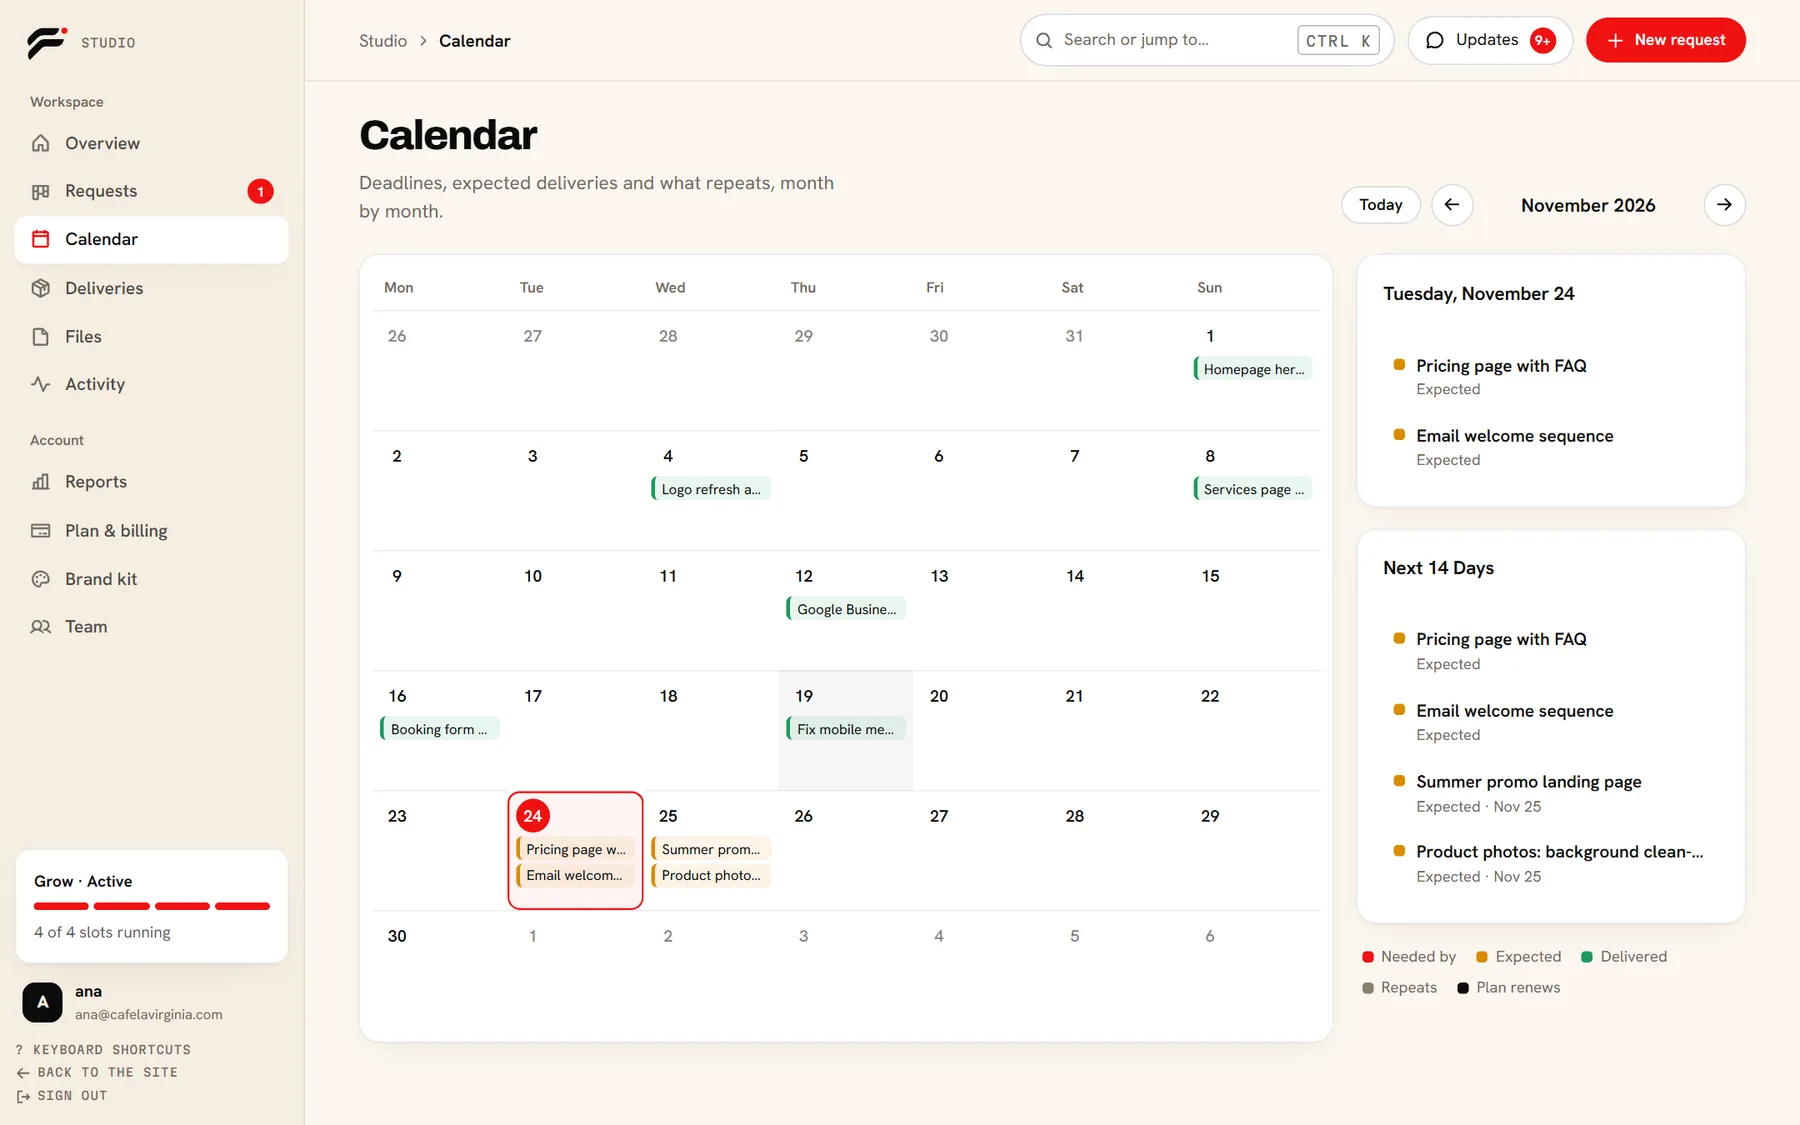 STUDIO
Workspace
Overview
Requests 1
Calendar
Deliveries
Files
Activity
Account
Reports
Plan & billing
Brand kit
Team
Grow · Active
4 of 4 slots running
A
ana
ana@cafelavirginia.com
? KEYBOARD SHORTCUTS
BACK TO THE SITE
SIGN OUT
Studio > Calendar
Search or jump to... CTRL K
Updates 9+
New request
Calendar
Deadlines, expected deliveries and what repeats, month
by month.
Today
November 2026
Mon Tue Wed Thu Fri Sat Sun
26 27 28 29 30 31 1
Homepage her...
2 3 4 5 6 7 8
Logo refresh a... Services page ...
9 10 11 12 13 14 15
Google Busine...
16 17 18 19 20 21 22
Booking form ... Fix mobile me...
23 24 25 26 27 28 29
Pricing page w... Summer prom...
Email welcom... Product photo...
30 1 2 3 4 5 6
Tuesday, November 24
Pricing page with FAQ
Expected
Email welcome sequence
Expected
Next 14 Days
Pricing page with FAQ
Expected
Email welcome sequence
Expected
Summer promo landing page
Expected · Nov 25
Product photos: background clean-...
Expected · Nov 25
Needed by Expected Delivered
Repeats Plan renews